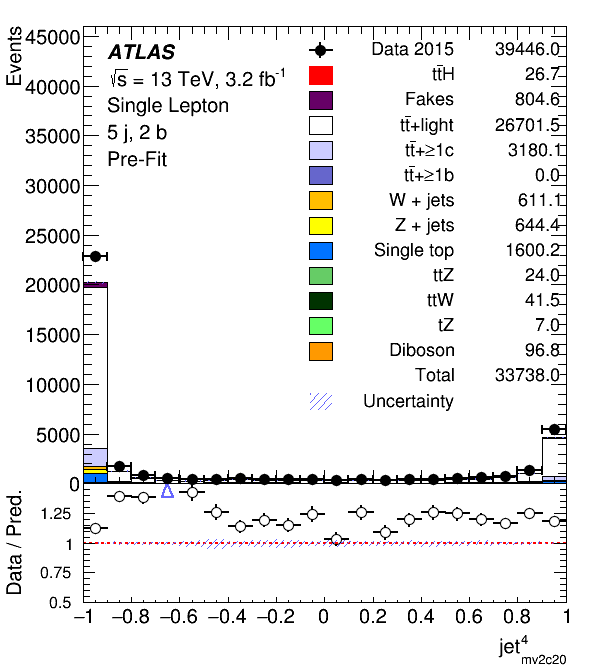 Events
45000
40000
35000
30000
25000
20000
15000
10000
5000
0
ATLAS
√s = 13 TeV, 3.2 fb⁻¹
Single Lepton
5 j, 2 b
Pre-Fit
Data 2015 39446.0
tt̄H 26.7
Fakes 804.6
tt̄+light 26701.5
tt̄+≥1c 3180.1
tt̄+≥1b 0.0
W + jets 611.1
Z + jets 644.4
Single top 1600.2
ttZ 24.0
ttW 41.5
tZ 7.0
Diboson 96.8
Total 33738.0
Uncertainty
Data / Pred.
1.25
1
0.75
0.5
−1 −0.8 −0.6 −0.4 −0.2 0 0.2 0.4 0.6 0.8 1
jet⁴mv2c20